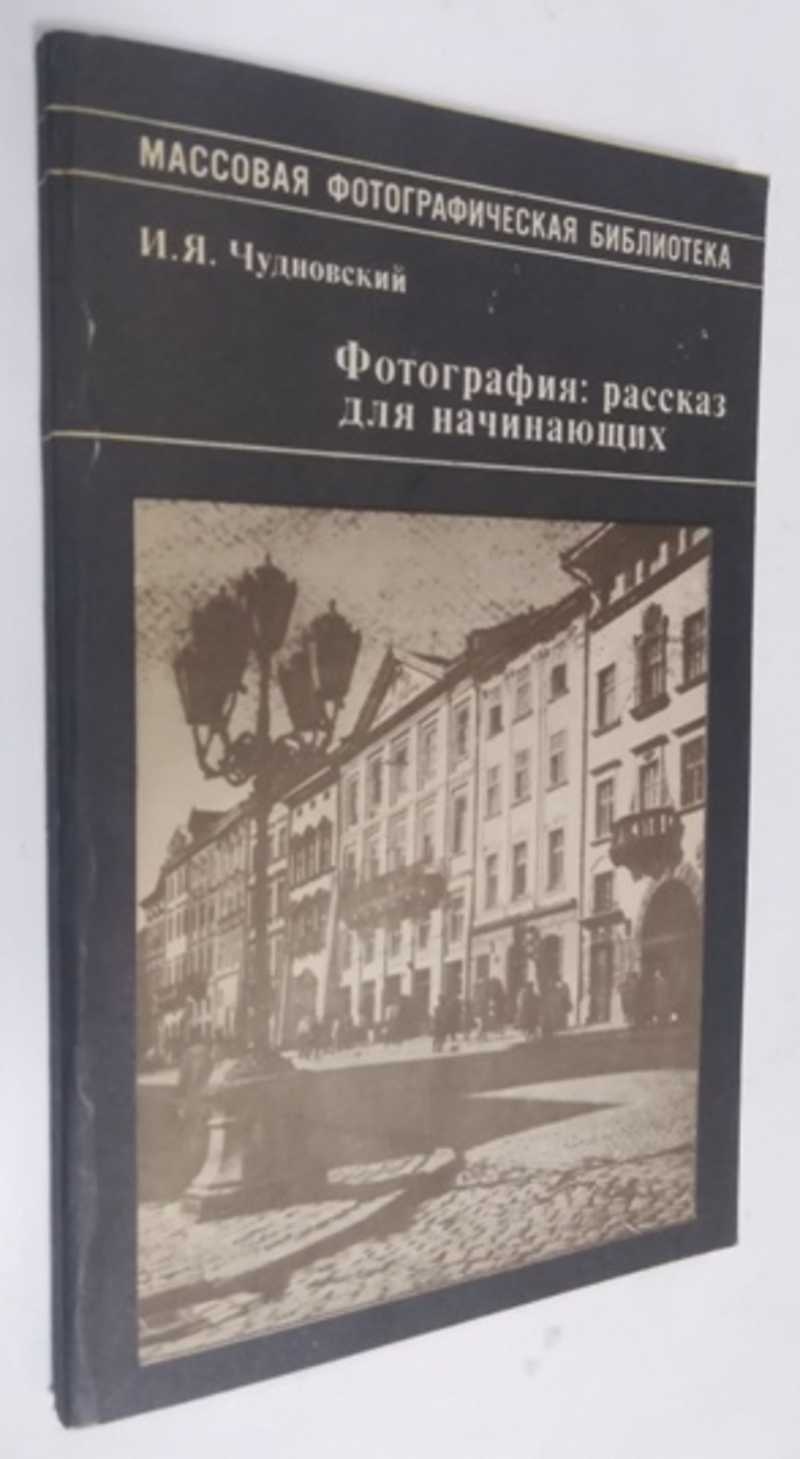 МАССОВАЯ ФОТОГРАФИЧЕСКАЯ БИБЛИОТЕКА
И.Я. Чудновский
Фотография: рассказ
для начинающих